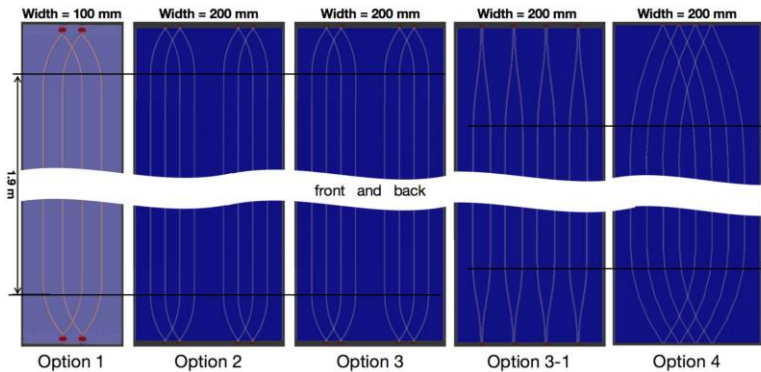 Width = 100 mm
Width = 200 mm
Width = 200 mm
Width = 200 mm
Width = 200 mm
1.9 m
front and back
Option 1
Option 2
Option 3
Option 3-1
Option 4